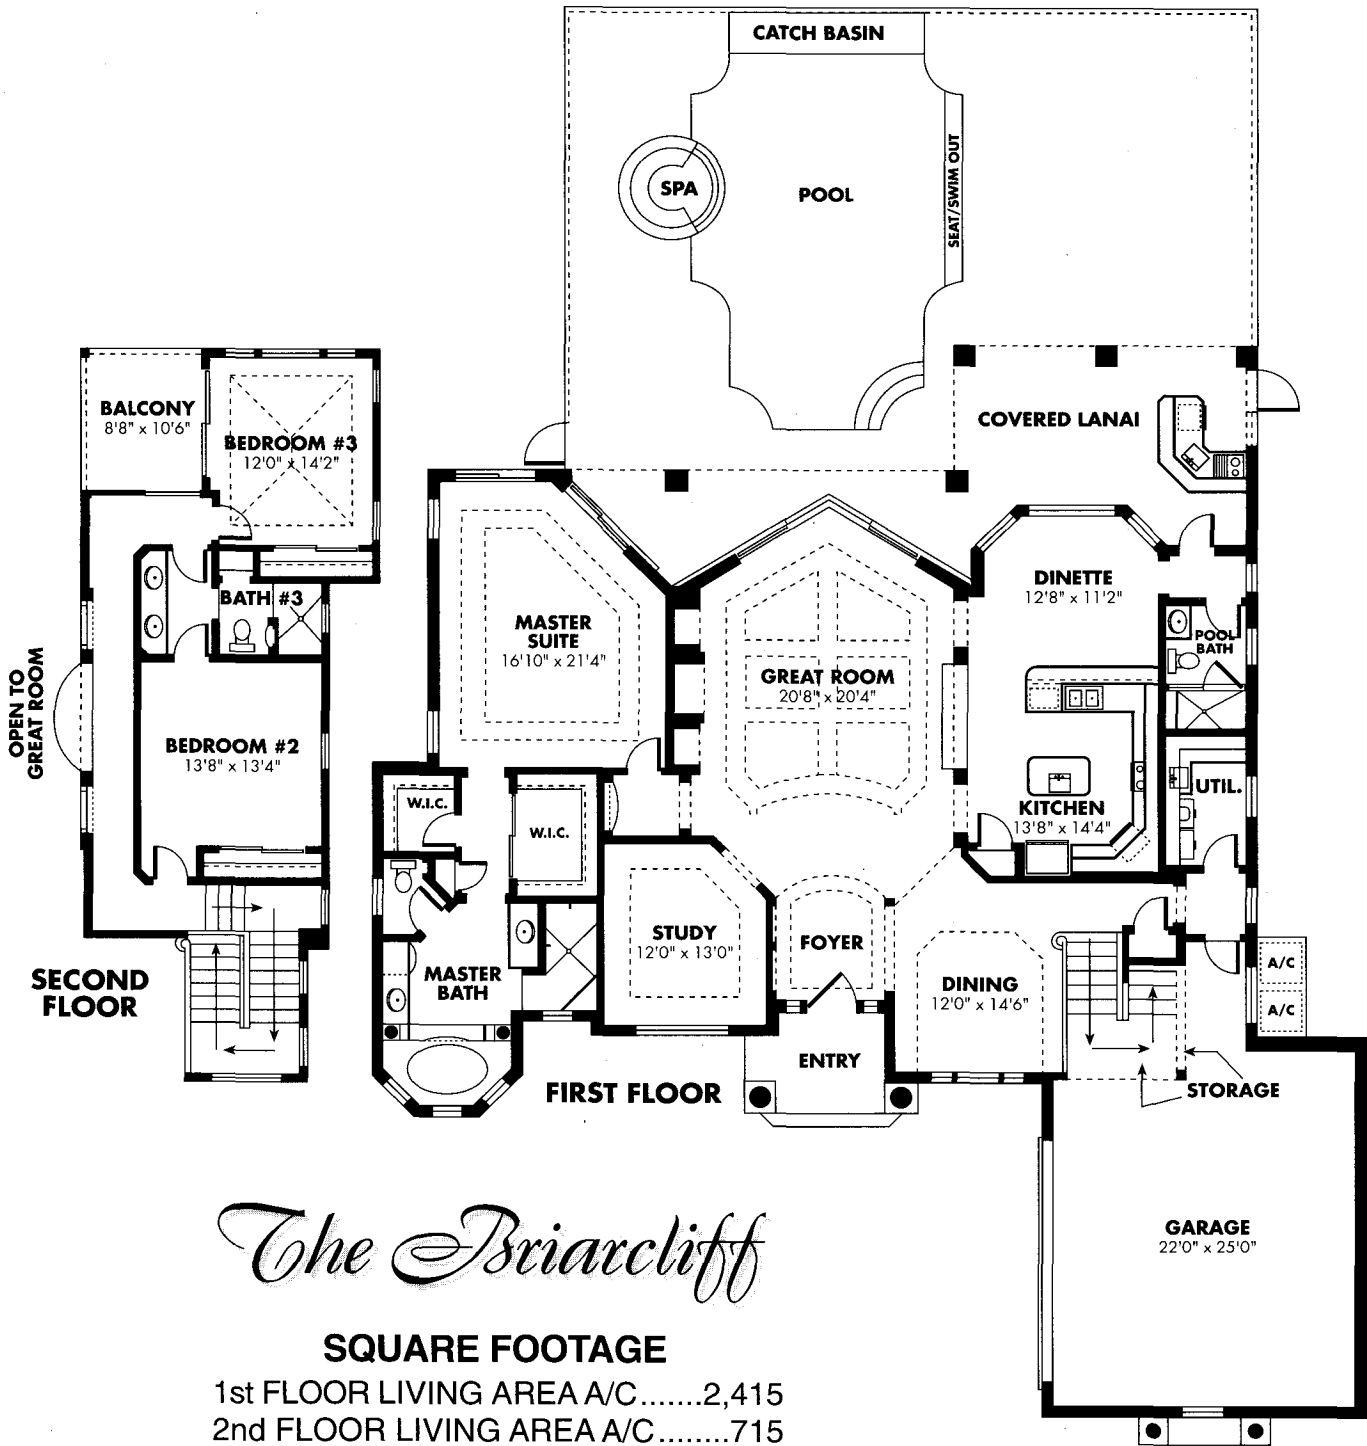 CATCH BASIN
SPA
POOL
SEAT/SWIM OUT
COVERED LANAI
BALCONY
8'8" x 10'6"
BEDROOM #3
12'0" x 14'2"
BATH #3
OPEN TO
GREAT ROOM
BEDROOM #2
13'8" x 13'4"
SECOND
FLOOR
MASTER
SUITE
16'10" x 21'4"
GREAT ROOM
20'8" x 20'4"
DINETTE
12'8" x 11'2"
POOL
BATH
KITCHEN
13'8" x 14'4"
UTIL.
W.I.C.
W.I.C.
STUDY
12'0" x 13'0"
FOYER
MASTER
BATH
DINING
12'0" x 14'6"
A/C
A/C
ENTRY
FIRST FLOOR
STORAGE
GARAGE
22'0" x 25'0"
The Briarcliff
SQUARE FOOTAGE
1st FLOOR LIVING AREA A/C.......2,415
2nd FLOOR LIVING AREA A/C........715